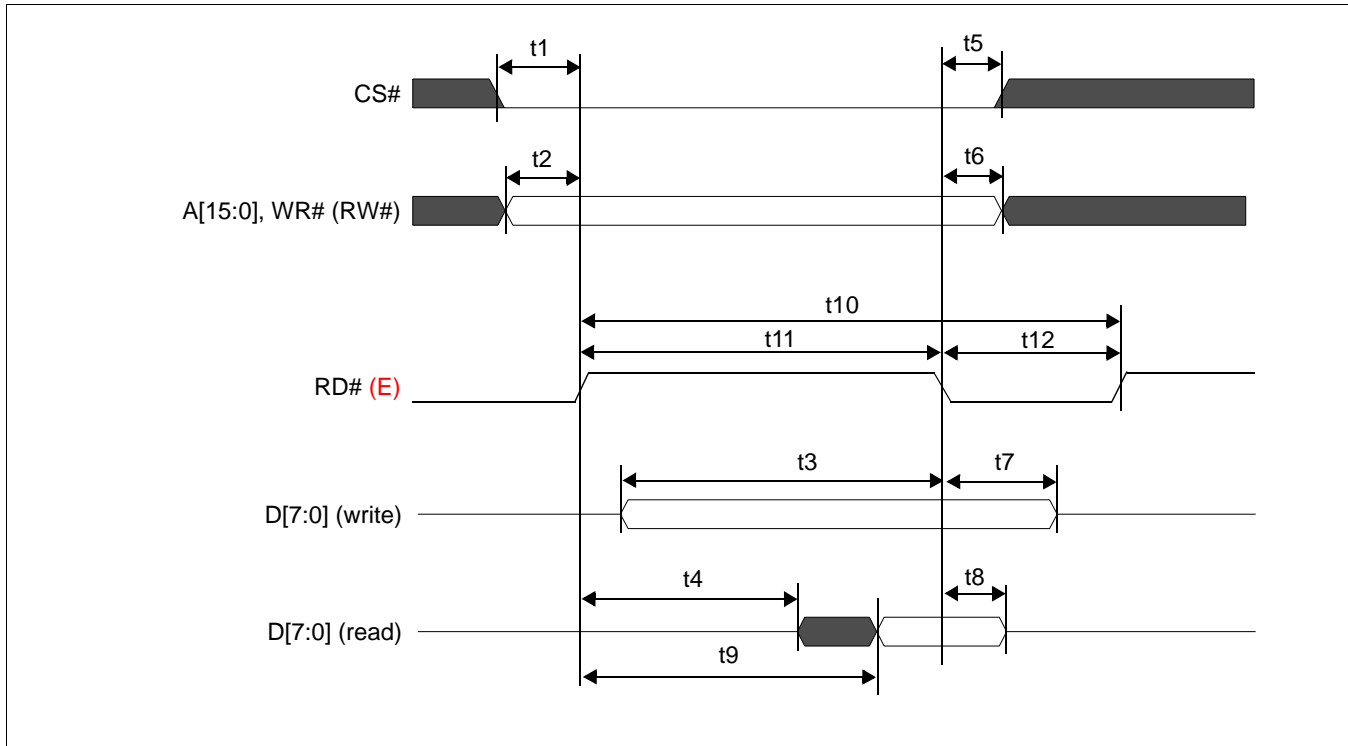 t1
t5
CS#
t2
t6
A[15:0], WR# (RW#)
t10
t11
t12
RD# (E)
t3
t7
D[7:0] (write)
t4
t8
D[7:0] (read)
t9